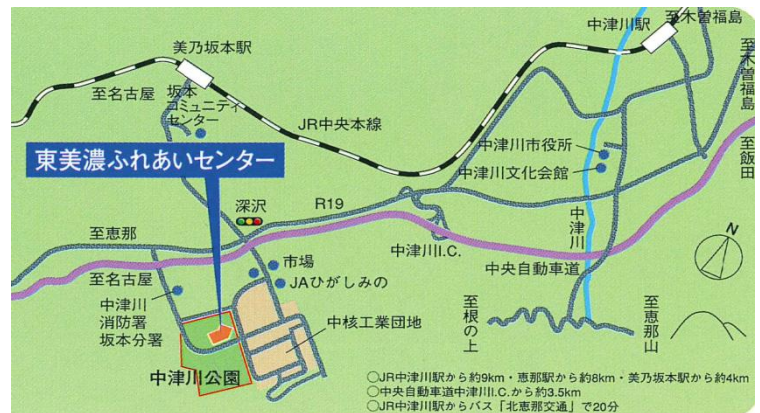 中津川駅
至木曽福島
美乃坂本駅
至名古屋
坂本
コミュニティ
センター
JR中央本線
至木曽福島
中津川市役所
中津川文化会館
至飯田
東美濃ふれあいセンター
深沢
R19
至恵那
中津川I.C.
中津川
N
中央自動車道
至名古屋
市場
JAひがしみの
中津川
消防署
坂本分署
中核工業団地
至根の上
至恵那山
中津川公園
○JR中津川駅から約9km・恵那駅から約8km・美乃坂本駅から約4km
○中央自動車道中津川I.C.から約3.5km
○JR中津川駅からバス「北恵那交通」で20分